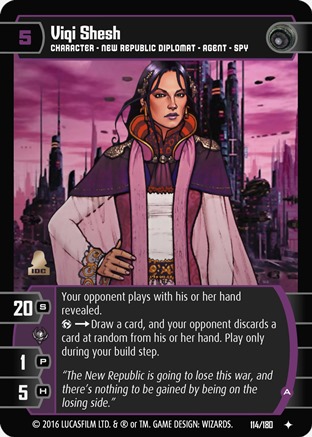 5
Viqi Shesh
CHARACTER • NEW REPUBLIC DIPLOMAT • AGENT • SPY
IDC
20 S
1 P
5 H
Your opponent plays with his or her hand
revealed.
Draw a card, and your opponent discards a
card at random from his or her hand. Play only
during your build step.
"The New Republic is going to lose this war, and
there's nothing to be gained by being on the
losing side."
A
© 2016 LUCASFILM LTD. & ® OR TM. GAME DESIGN: WIZARDS.
114/180